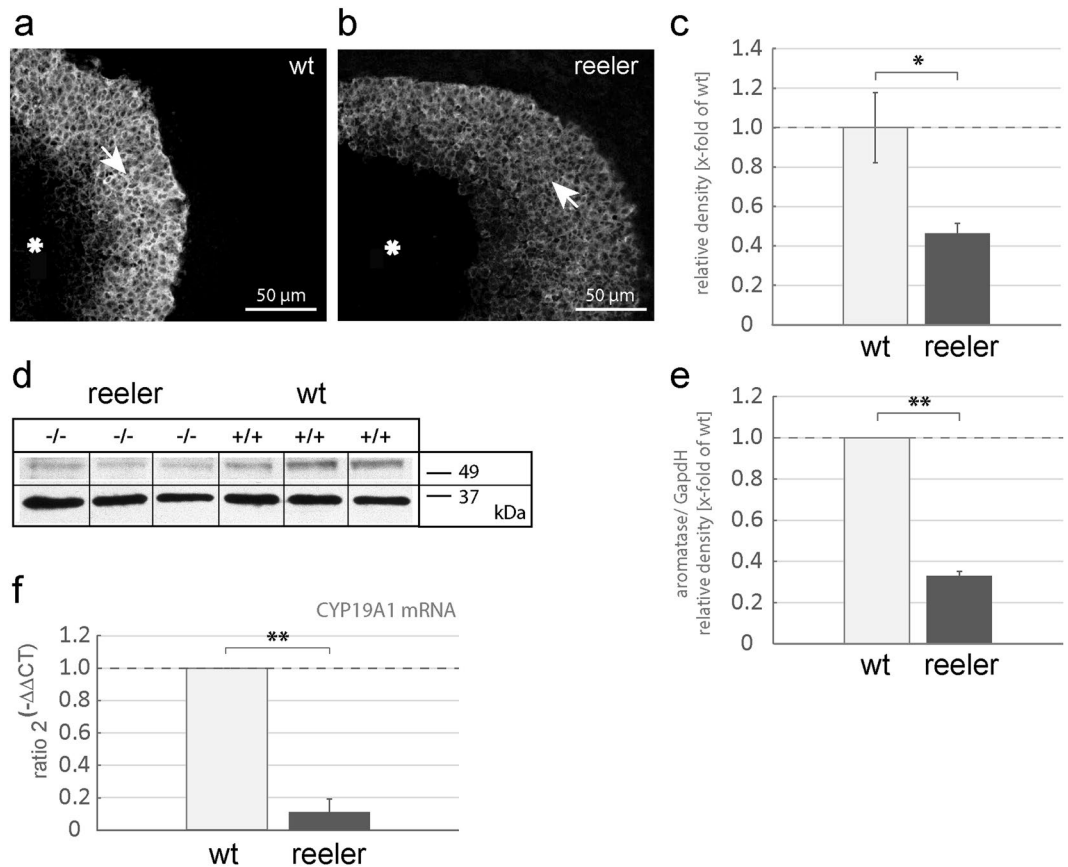 a
wt
*
50 µm
b
reeler
*
50 µm
c
relative density [x-fold of wt]
1.4
1.2
1.0
0.8
0.6
0.4
0.2
0
*
wt
reeler
d
reeler
wt
-/-
-/-
-/-
+/+
+/+
+/+
49
37
kDa
e
aromatase/ GapdH
relative density [x-fold of wt]
1.2
1.0
0.8
0.6
0.4
0.2
0
**
wt
reeler
f
CYP19A1 mRNA
ratio 2(-ΔΔCT)
1.2
1.0
0.8
0.6
0.4
0.2
0
**
wt
reeler